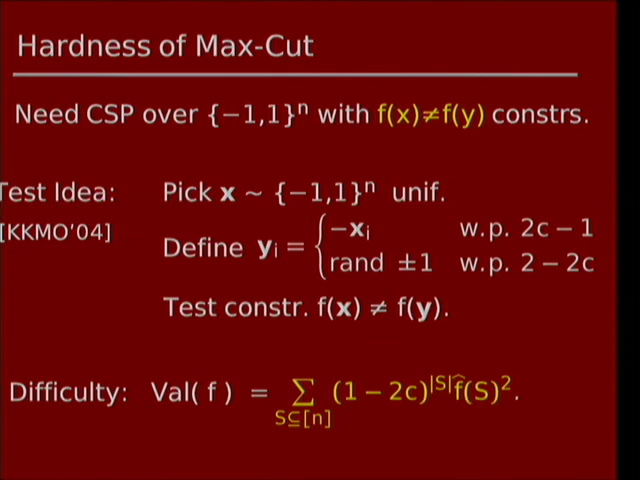 Hardness of Max-Cut
Need CSP over {−1,1}ⁿ with f(x)≠f(y) constrs.
Test Idea: Pick x ~ {−1,1}ⁿ unif.
[KKMO'04]
Define yᵢ = { −xᵢ w.p. 2c − 1
rand ±1 w.p. 2 − 2c
Test constr. f(x) ≠ f(y).
Difficulty: Val( f ) = ∑ (1 − 2c)^|S| f̂(S)².
S⊆[n]